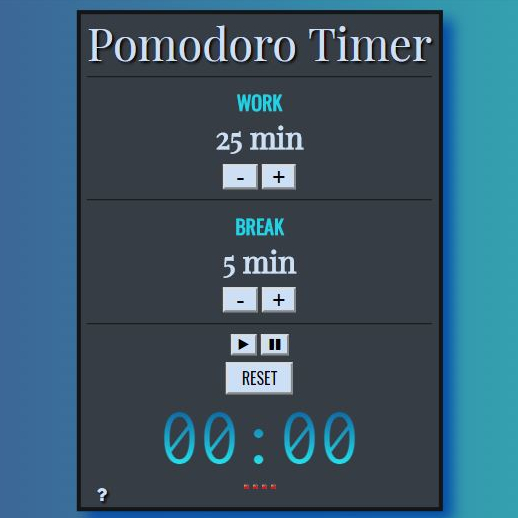 Pomodoro Timer
WORK
25 min
- +
BREAK
5 min
- +
RESET
00:00
?